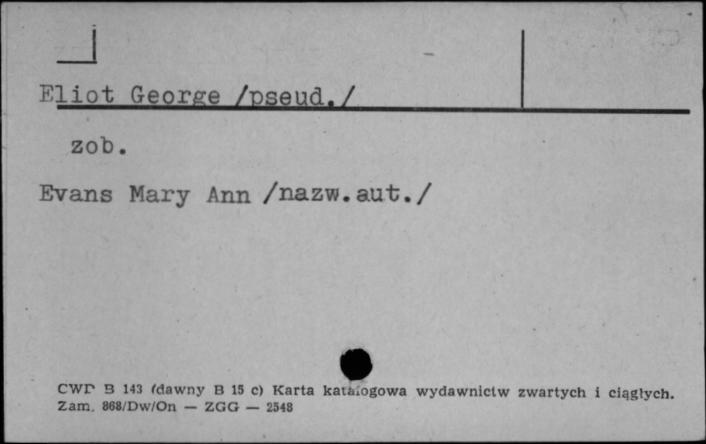 Eliot George /pseud./
zob.
Evans Mary Ann /nazw.aut./
CWD B 143 (dawny B 15 c) Karta katalogowa wydawnictw zwartych i ciągłych.
Zam. 868/Dw/On — ZGG — 2548